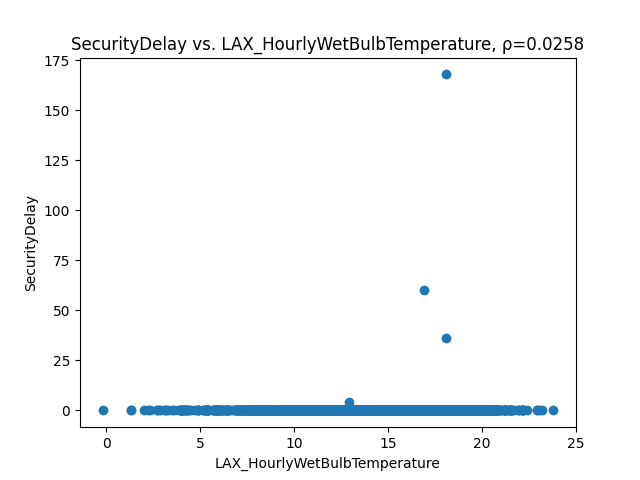 SecurityDelay vs. LAX_HourlyWetBulbTemperature, ρ=0.0258
175
150
125
100
75
50
25
0
SecurityDelay
0 5 10 15 20 25
LAX_HourlyWetBulbTemperature